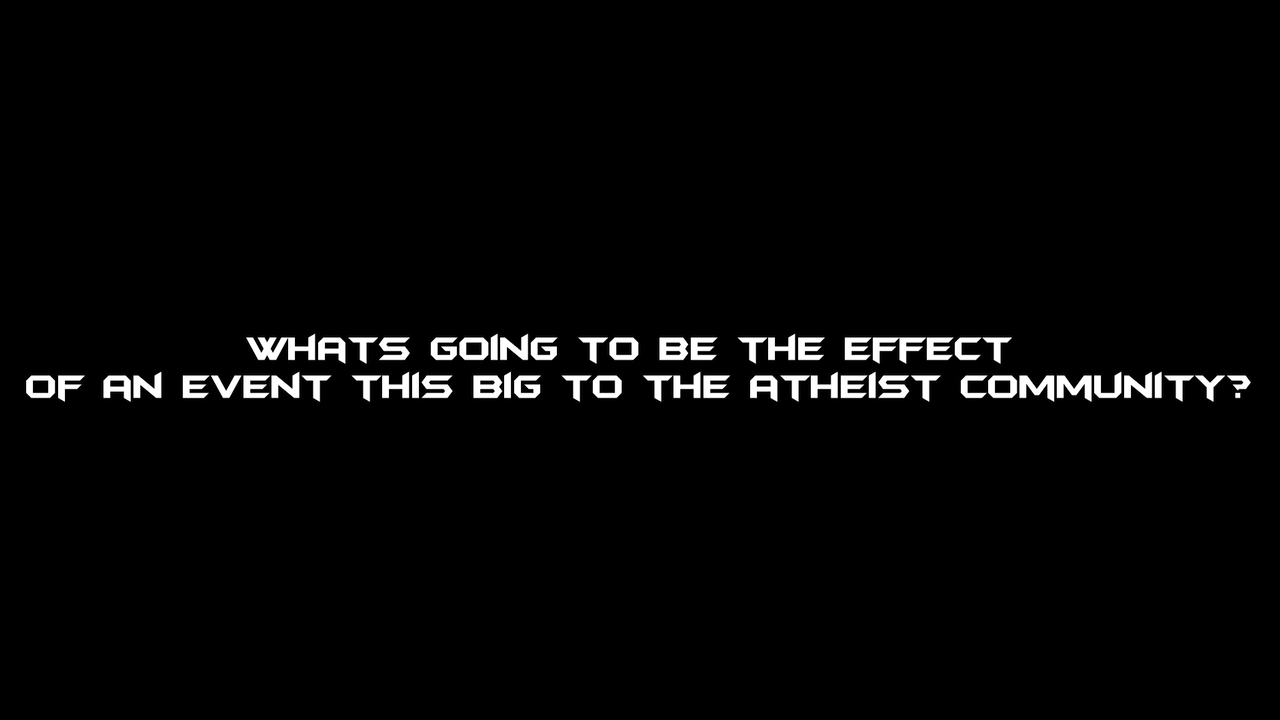 WHATS GOING TO BE THE EFFECT
OF AN EVENT THIS BIG TO THE ATHEIST COMMUNITY?